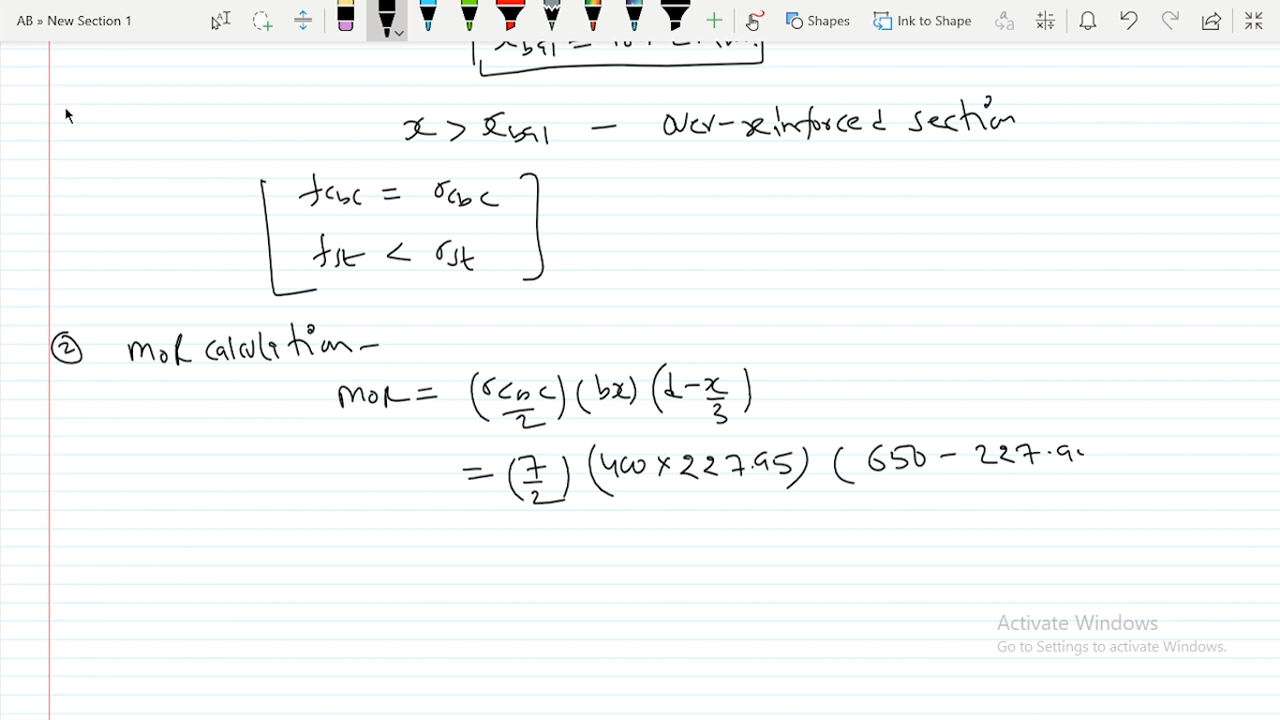 AB » New Section 1
Shapes
Ink to Shape
x > xbal – over-reinforced section
fcbc = σcbc
fst < σst
② MOR calculation –
MOR = (σcbc/2) (bx) (d - x/3)
= (7/2) (400 × 227.95) ( 650 - 227.9
Activate Windows
Go to Settings to activate Windows.